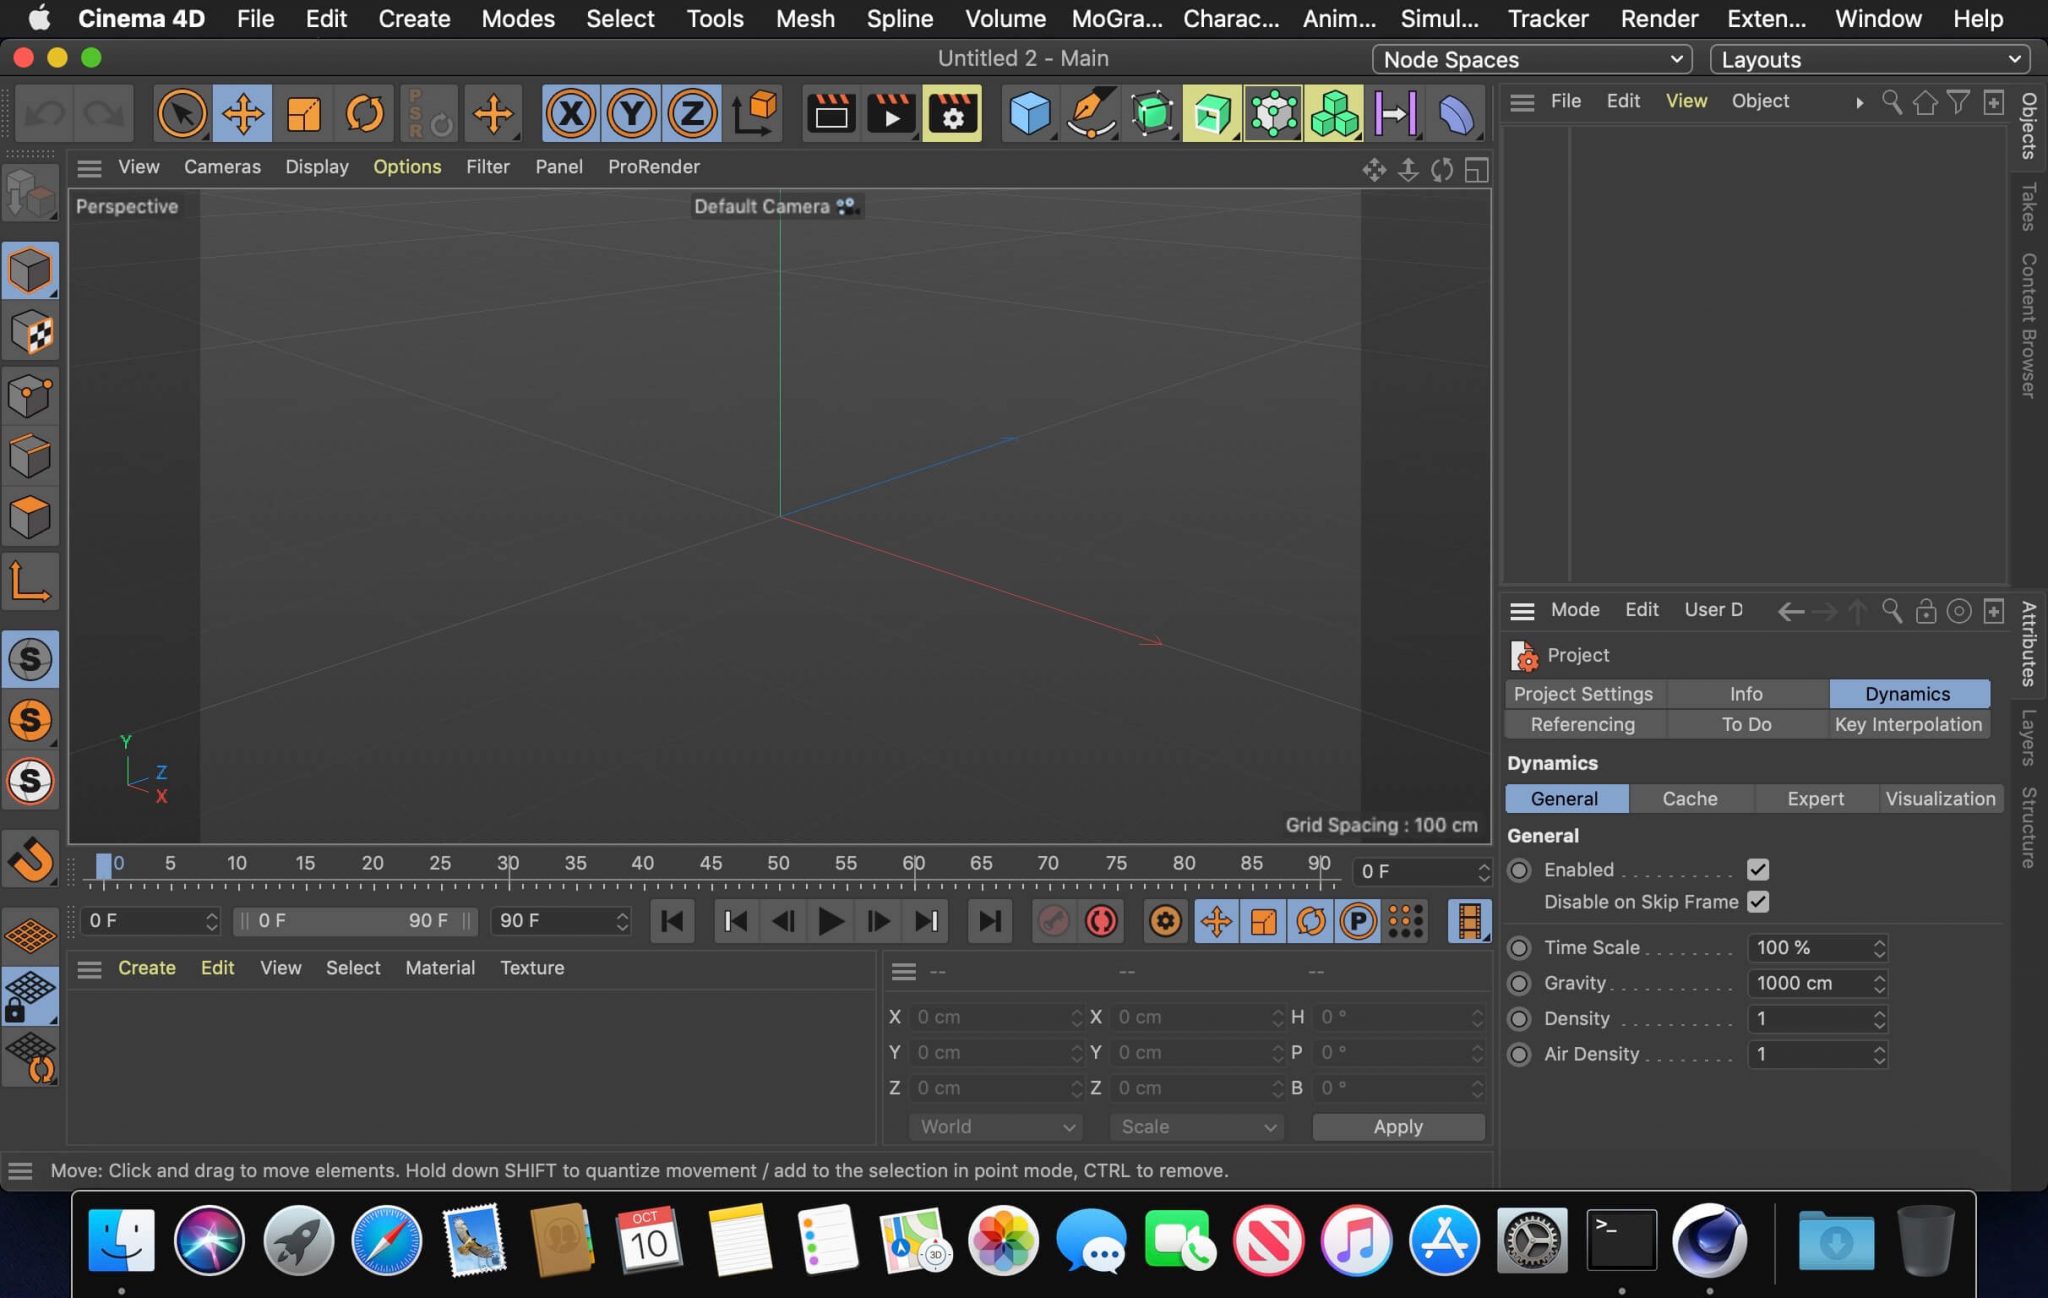 Cinema 4D File Edit Create Modes Select Tools Mesh Spline Volume MoGra... Charac... Anim... Simul... Tracker Render Exten... Window Help
Untitled 2 - Main
Node Spaces
Layouts
P
S
R
X Y Z
File Edit View Object
Objects
Takes
Content Browser
View Cameras Display Options Filter Panel ProRender
Perspective
Default Camera
Y
Z
X
Grid Spacing : 100 cm
S
S
S
Mode Edit User D
Attributes
Layers
Structure
Project
Project Settings Info Dynamics
Referencing To Do Key Interpolation
Dynamics
General Cache Expert Visualization
General
Enabled
Disable on Skip Frame
Time Scale 100 %
Gravity 1000 cm
Density 1
Air Density 1
0 5 10 15 20 25 30 35 40 45 50 55 60 65 70 75 80 85 90 0 F
0 F 0 F 90 F 90 F P
Create Edit View Select Material Texture
-- -- --
X 0 cm X 0 cm H 0 °
Y 0 cm Y 0 cm P 0 °
Z 0 cm Z 0 cm B 0 °
World Scale Apply
Move: Click and drag to move elements. Hold down SHIFT to quantize movement / add to the selection in point mode, CTRL to remove.
OCT
10
3D
>_